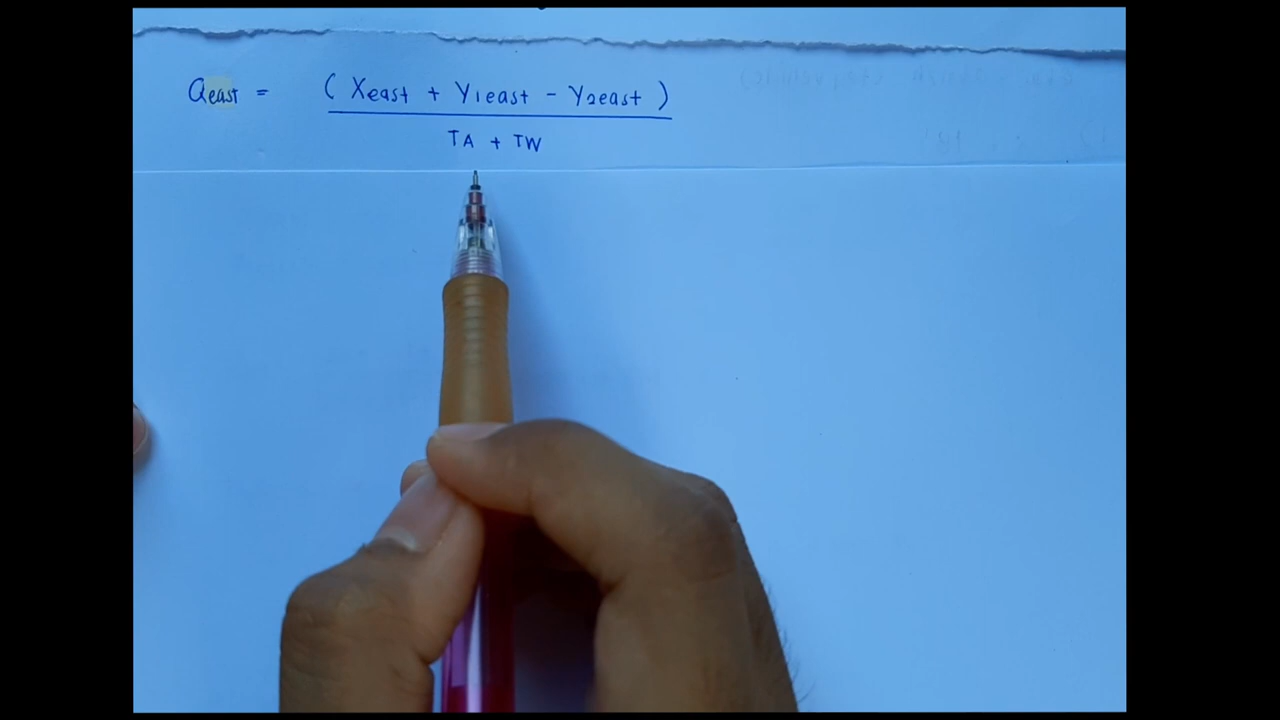 Qeast = ( Xeast + Y1east - Y2east )
TA + TW